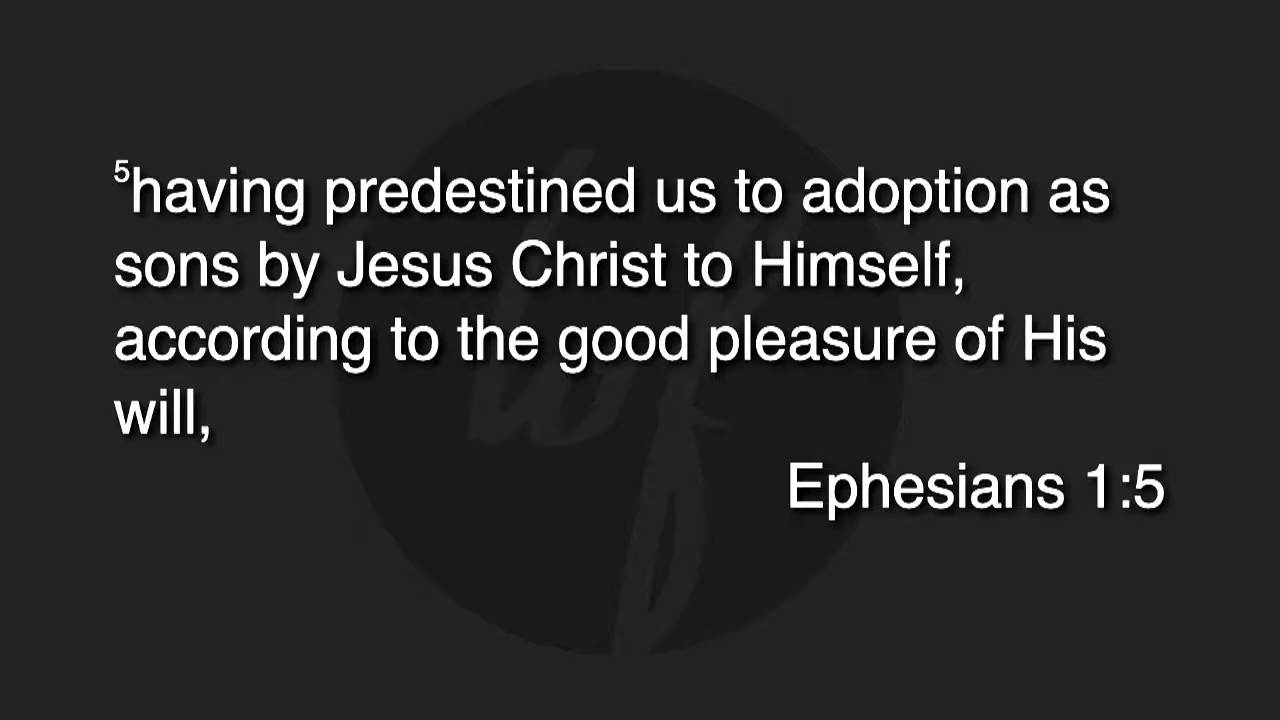 ⁵having predestined us to adoption as
sons by Jesus Christ to Himself,
according to the good pleasure of His
will,
Ephesians 1:5
wf